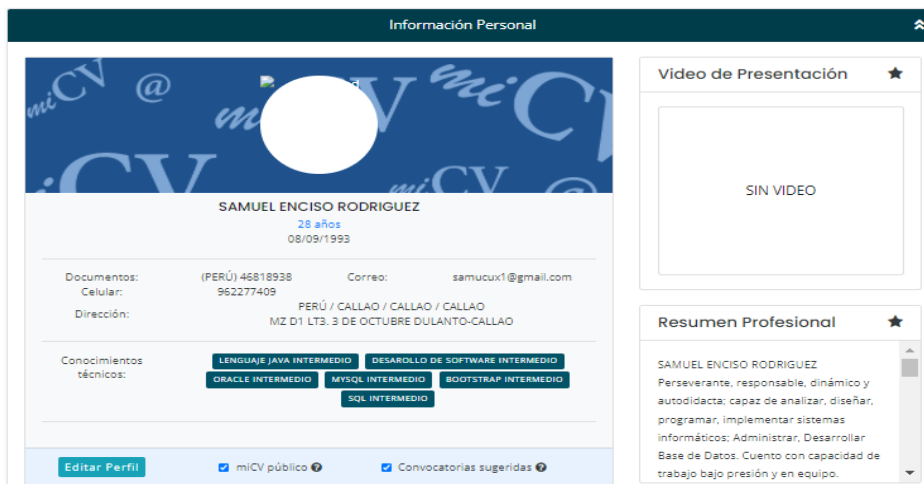 Información Personal
miCV @ miCV miCV
miCV miCV @
SAMUEL ENCISO RODRIGUEZ
28 años
08/09/1993
Documentos: (PERÚ) 46818938 Correo: samucux1@gmail.com
Celular: 962277409
Dirección: PERÚ / CALLAO / CALLAO / CALLAO
MZ D1 LT3. 3 DE OCTUBRE DULANTO-CALLAO
Conocimientos técnicos:
LENGUAJE JAVA INTERMEDIO DESAROLLO DE SOFTWARE INTERMEDIO
ORACLE INTERMEDIO MYSQL INTERMEDIO BOOTSTRAP INTERMEDIO
SQL INTERMEDIO
Editar Perfil miCV público Convocatorias sugeridas
Video de Presentación
SIN VIDEO
Resumen Profesional
SAMUEL ENCISO RODRIGUEZ
Perseverante, responsable, dinámico y
autodidacta; capaz de analizar, diseñar,
programar, implementar sistemas
informáticos; Administrar, Desarrollar
Base de Datos. Cuento con capacidad de
trabajo bajo presión y en equipo.